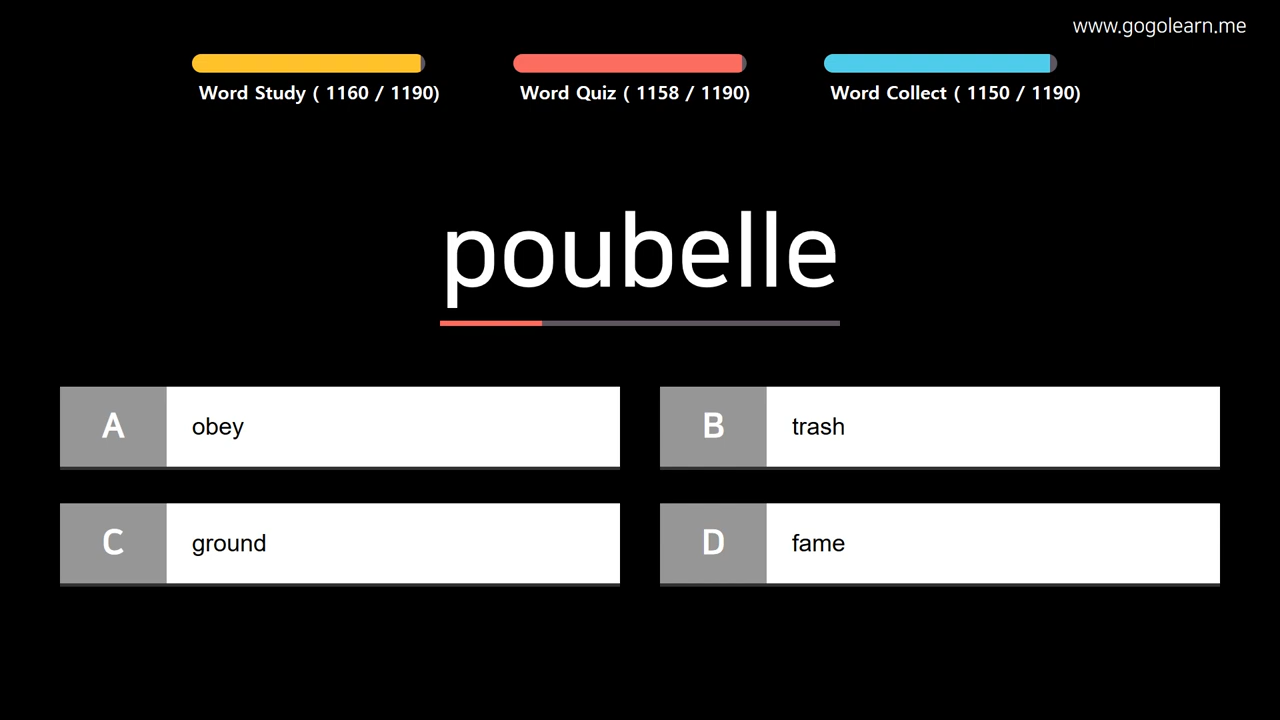 www.gogolearn.me
Word Study ( 1160 / 1190)
Word Quiz ( 1158 / 1190)
Word Collect ( 1150 / 1190)
poubelle
A obey
B trash
C ground
D fame